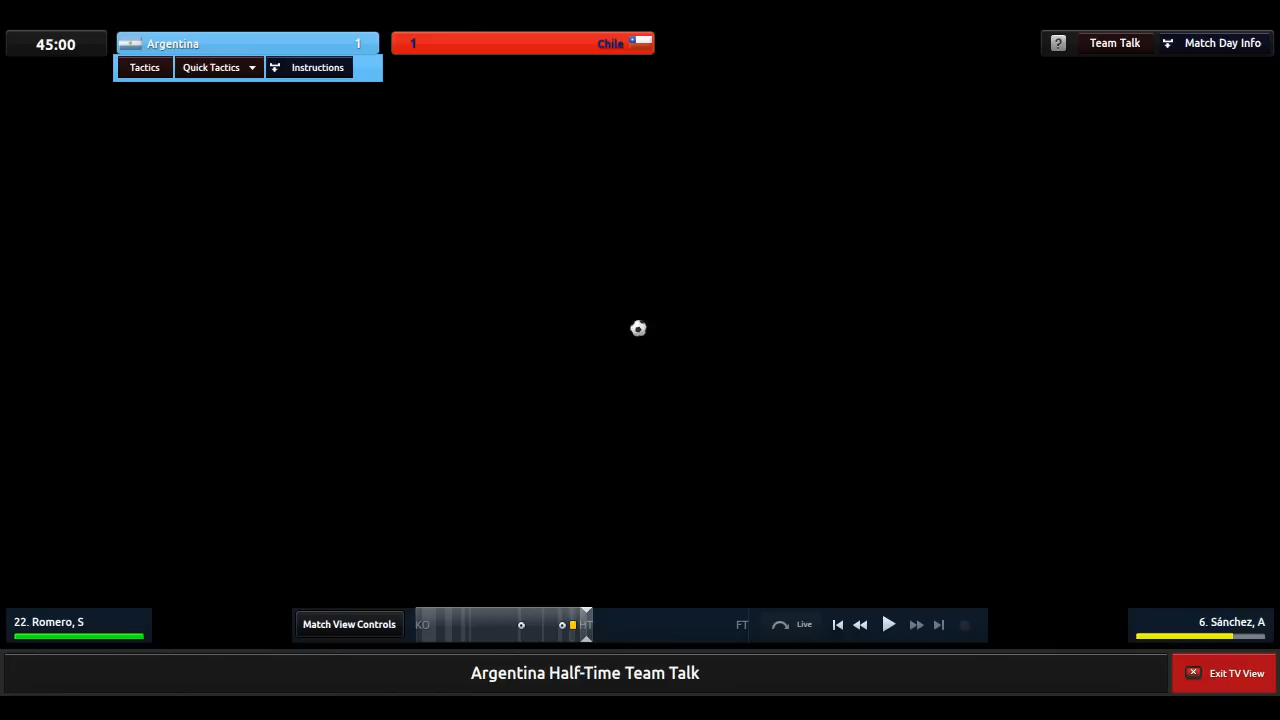 45:00
Argentina 1
1 Chile
? Team Talk Match Day Info
Tactics Quick Tactics Instructions
22. Romero, S
Match View Controls
KO HT FT
Live
6. Sánchez, A
Argentina Half-Time Team Talk
Exit TV View